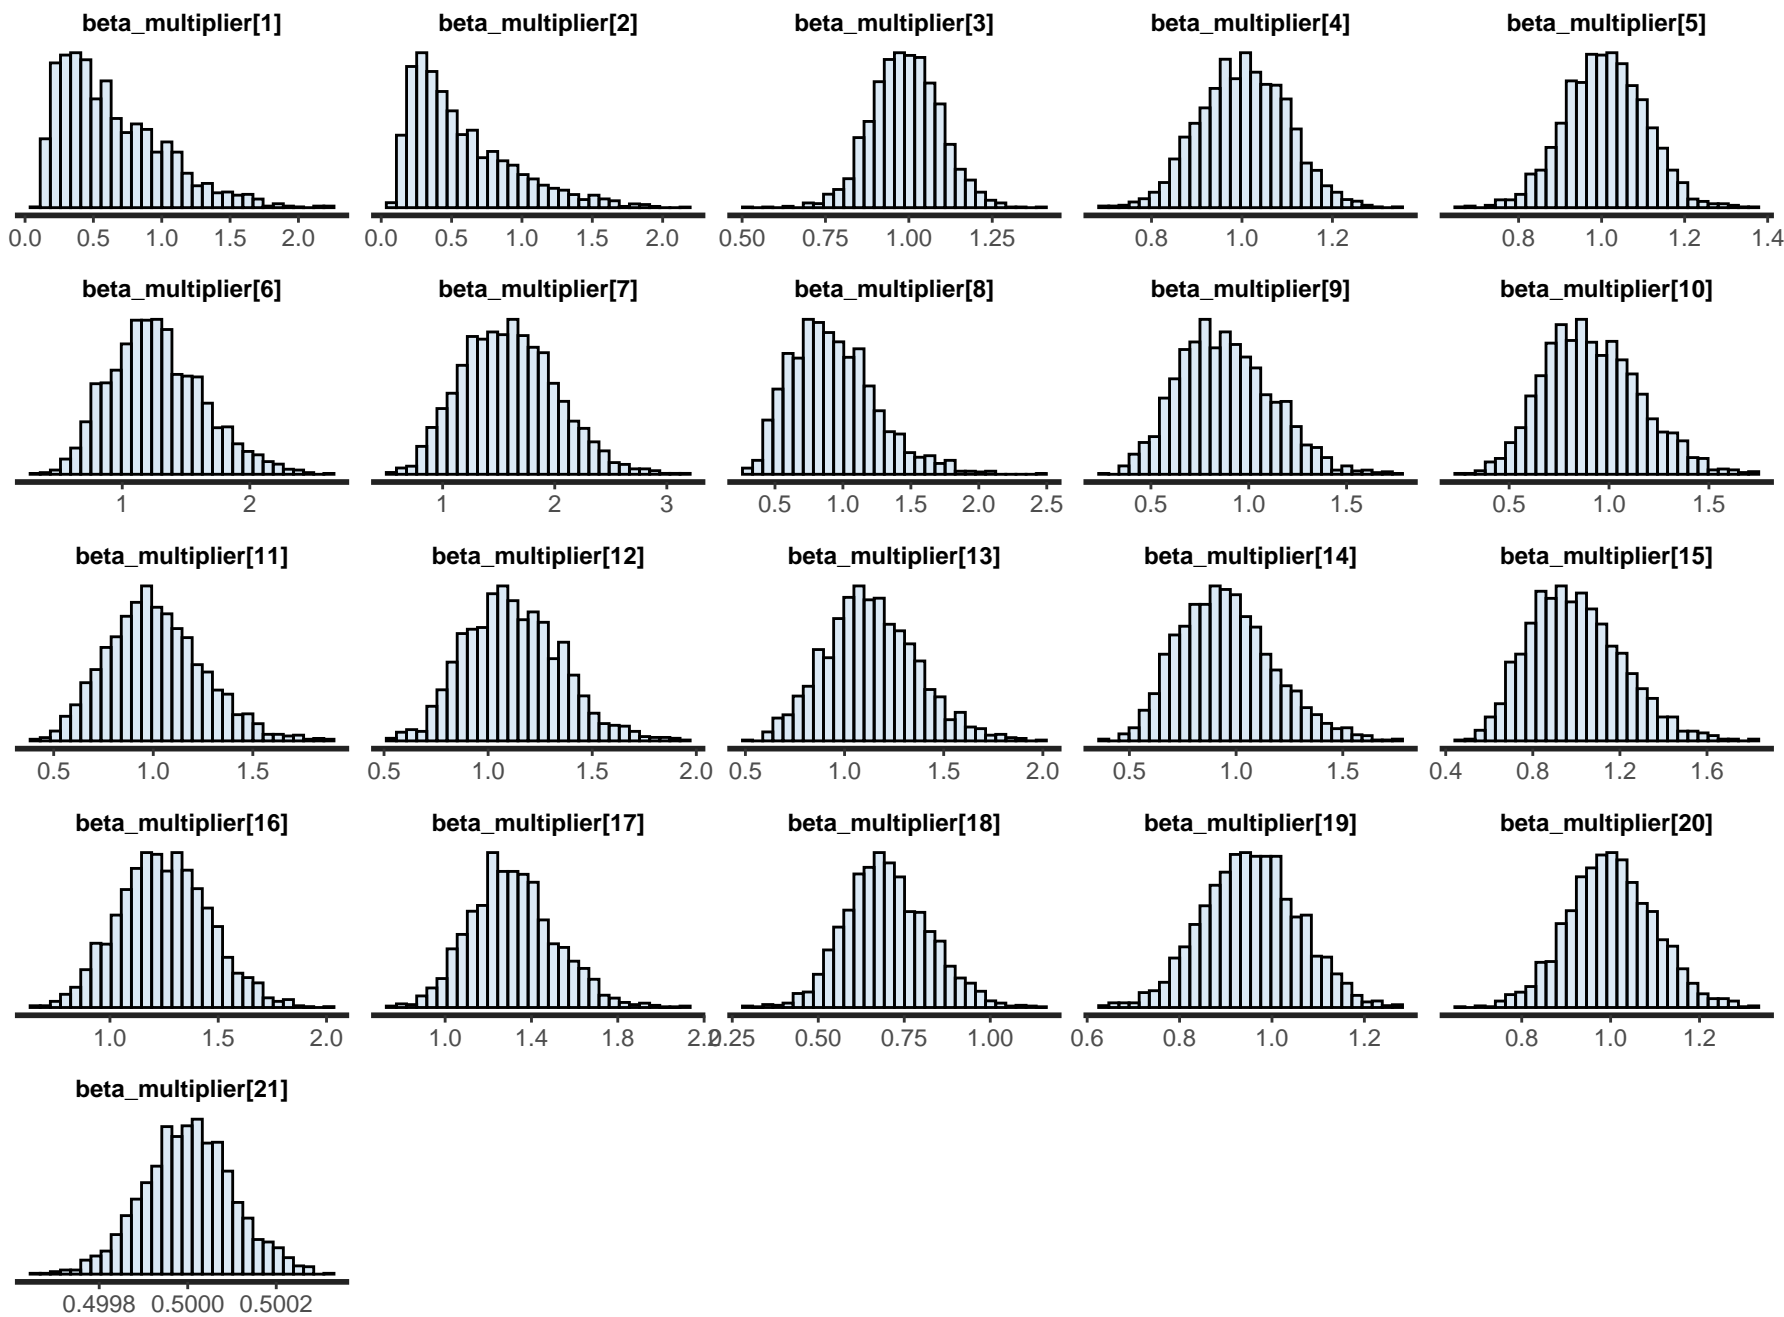 beta_multiplier[1] beta_multiplier[2] beta_multiplier[3] beta_multiplier[4] beta_multiplier[5]
0.0 0.5 1.0 1.5 2.0 0.0 0.5 1.0 1.5 2.0 0.50 0.75 1.00 1.25 0.8 1.0 1.2 0.8 1.0 1.2 1.4
beta_multiplier[6] beta_multiplier[7] beta_multiplier[8] beta_multiplier[9] beta_multiplier[10]
1 2 1 2 3 0.5 1.0 1.5 2.0 2.5 0.5 1.0 1.5 0.5 1.0 1.5
beta_multiplier[11] beta_multiplier[12] beta_multiplier[13] beta_multiplier[14] beta_multiplier[15]
0.5 1.0 1.5 0.5 1.0 1.5 2.0 0.5 1.0 1.5 2.0 0.5 1.0 1.5 0.4 0.8 1.2 1.6
beta_multiplier[16] beta_multiplier[17] beta_multiplier[18] beta_multiplier[19] beta_multiplier[20]
1.0 1.5 2.0 1.0 1.4 1.8 2.2 0.25 0.50 0.75 1.00 0.6 0.8 1.0 1.2 0.8 1.0 1.2
beta_multiplier[21]
0.4998 0.5000 0.5002